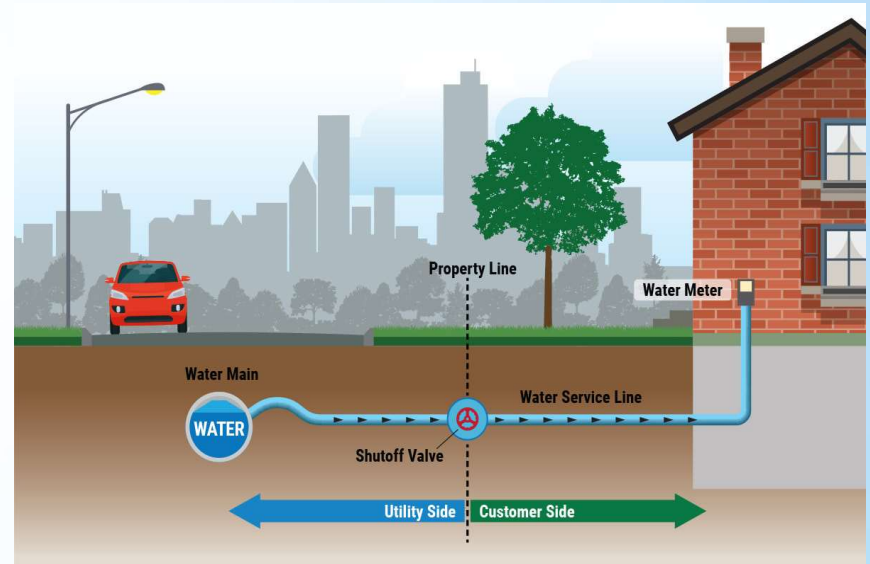 Property Line
Water Meter
Water Main
Water Service Line
WATER
Shutoff Valve
Utility Side
Customer Side